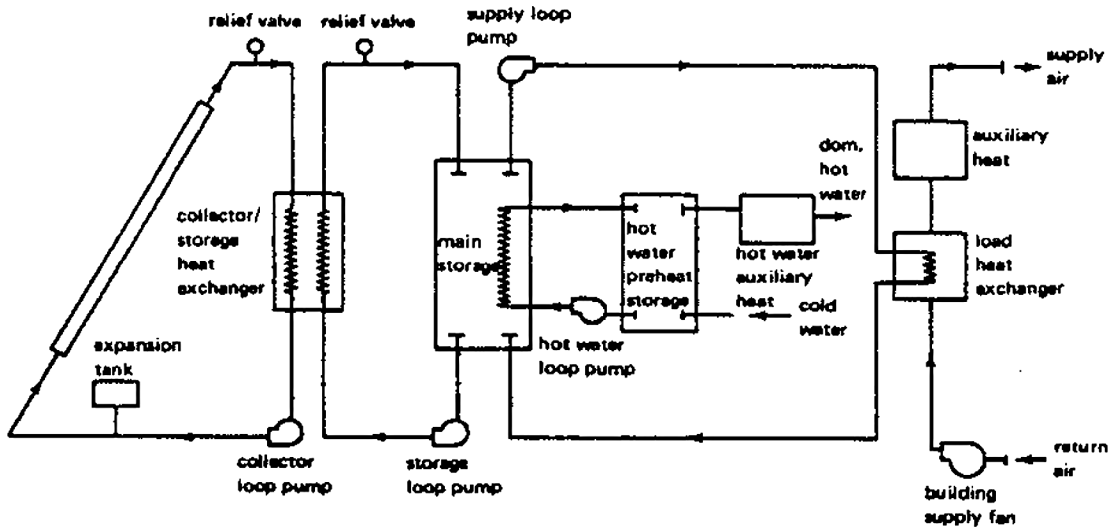 relief valve
relief valve
supply loop
pump
supply
air
auxiliary
heat
dom.
hot
water
collector/
storage
heat
exchanger
main
storage
hot
water
preheat
storage
hot water
auxiliary
heat
load
heat
exchanger
cold
water
expansion
tank
hot water
loop pump
collector
loop pump
storage
loop pump
return
air
building
supply fan